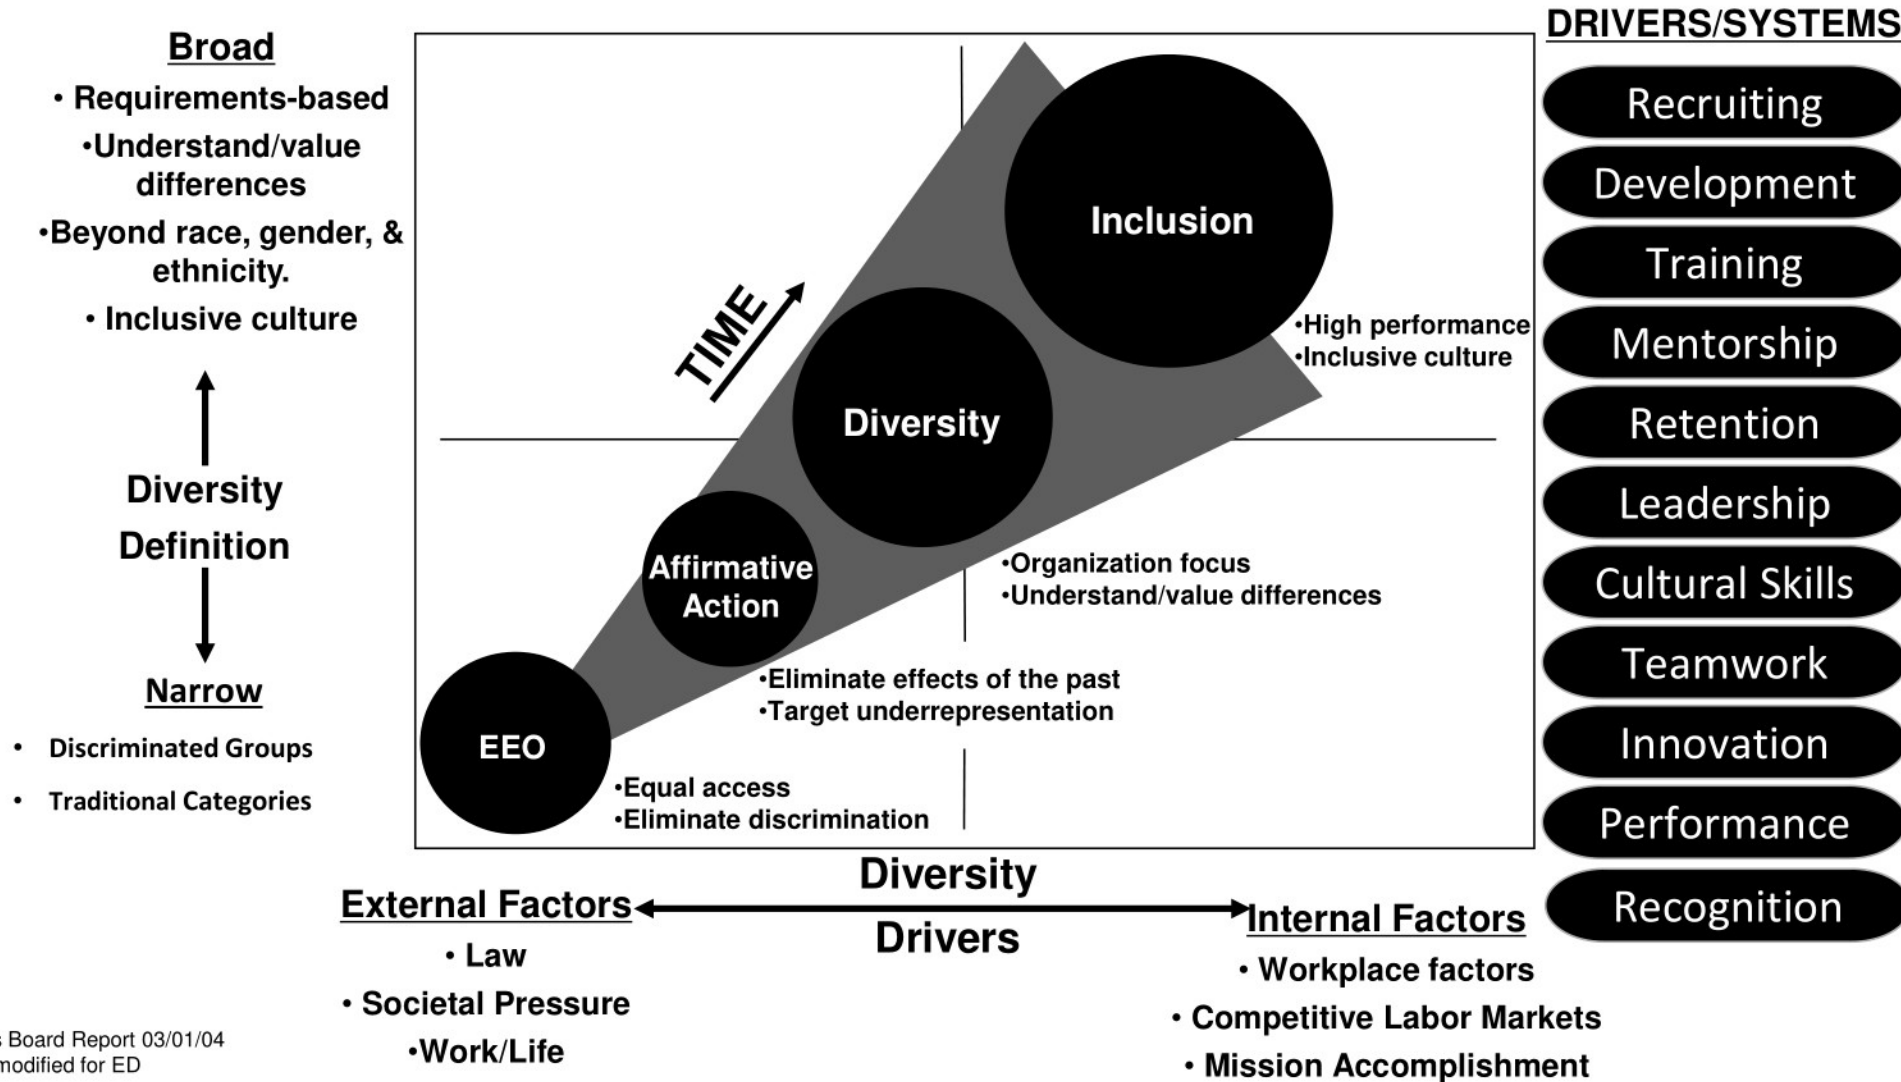 Broad
• Requirements-based
•Understand/value
differences
•Beyond race, gender, &
ethnicity.
• Inclusive culture
Diversity
Definition
Narrow
• Discriminated Groups
• Traditional Categories
TIME
Inclusion
•High performance
•Inclusive culture
Diversity
•Organization focus
•Understand/value differences
Affirmative
Action
•Eliminate effects of the past
•Target underrepresentation
EEO
•Equal access
•Eliminate discrimination
Diversity
Drivers
External Factors
• Law
• Societal Pressure
•Work/Life
Internal Factors
• Workplace factors
• Competitive Labor Markets
• Mission Accomplishment
DRIVERS/SYSTEMS
Recruiting
Development
Training
Mentorship
Retention
Leadership
Cultural Skills
Teamwork
Innovation
Performance
Recognition
s Board Report 03/01/04
modified for ED